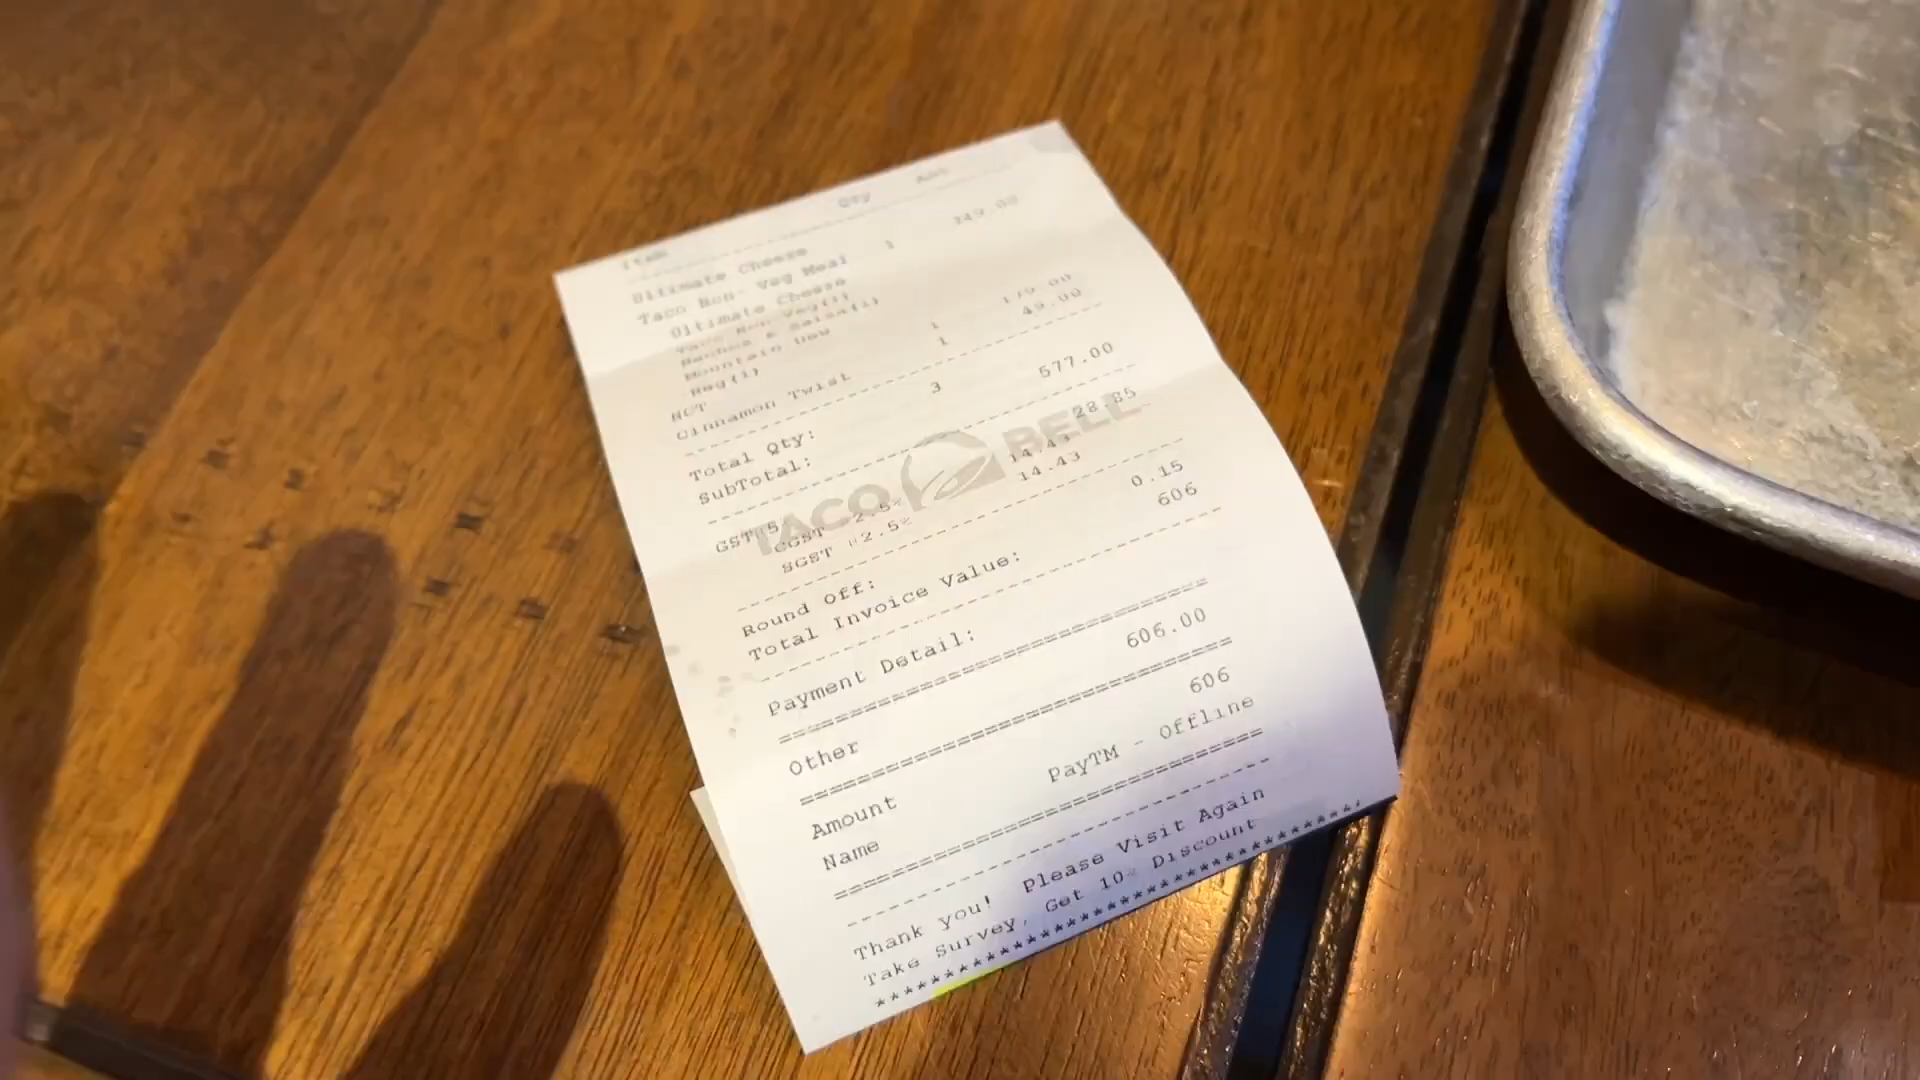 Item Qty Amt
Ultimate Cheese 1 349.00
Taco Non- Veg Meal
Ultimate Cheese
Taco Non Veg(1)
Nachos & Salsa(1)
Mountain Dew
Reg(1)
RCT 1 179.00
Cinnamon Twist 1 49.00
Total Qty: 3
SubTotal: 577.00
TACO BELL
GST 5 28.85
CGST 2.5% 14.43
SGST 2.5% 14.43
Round Off: 0.15
Total Invoice Value: 606
Payment Detail:
Other 606.00
Amount 606
Name PayTM - Offline
Thank you! Please Visit Again
Take Survey, Get 10% Discount